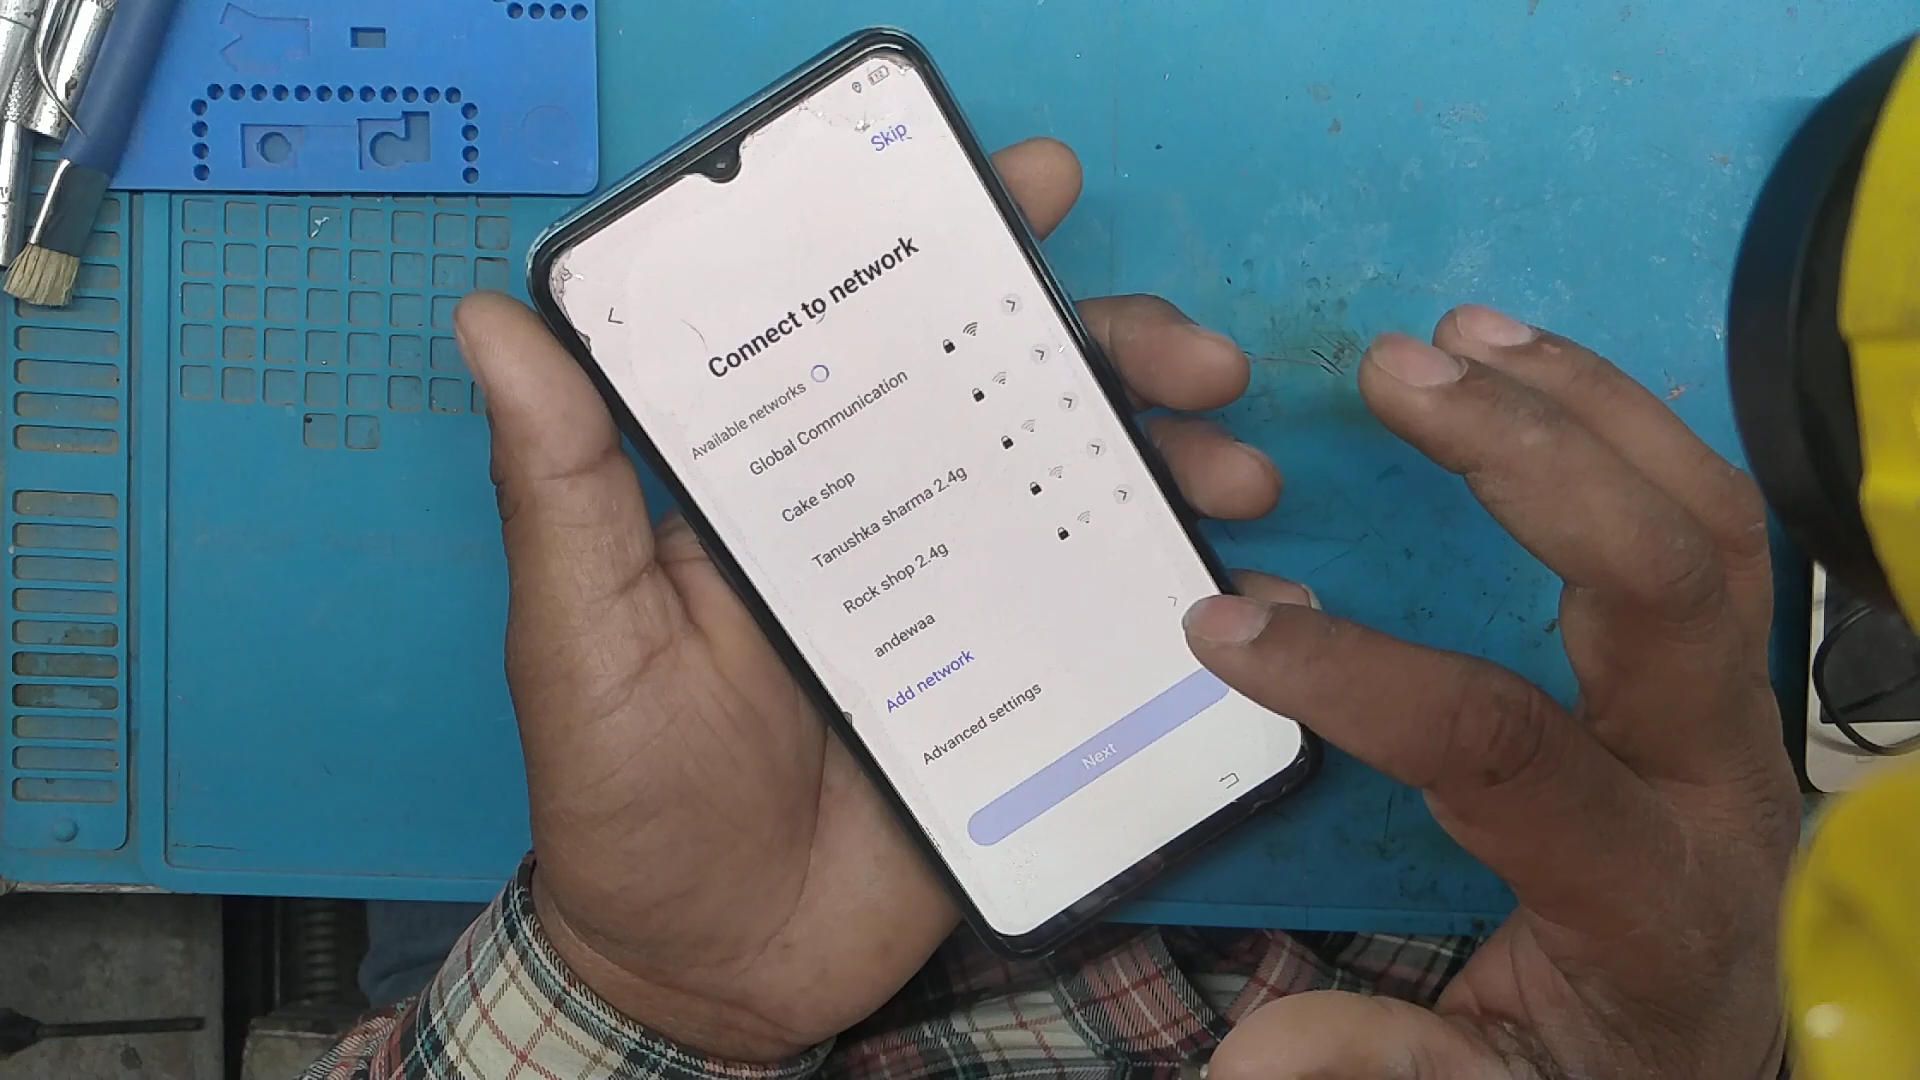 Skip
Connect to network
Available networks
Global Communication
Cake shop
Tanushka sharma 2.4g
Rock shop 2.4g
andewaa
Add network
Advanced settings
Next